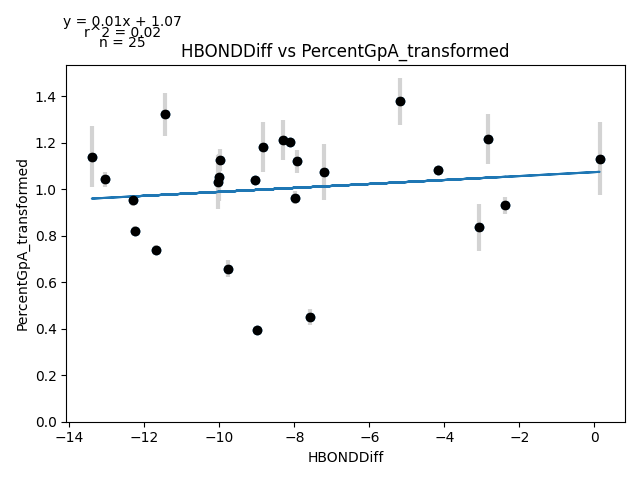 y = 0.01x + 1.07
r^2 = 0.02
n = 25
HBONDDiff vs PercentGpA_transformed
PercentGpA_transformed
1.4
1.2
1.0
0.8
0.6
0.4
0.2
0.0
−14 −12 −10 −8 −6 −4 −2 0
HBONDDiff